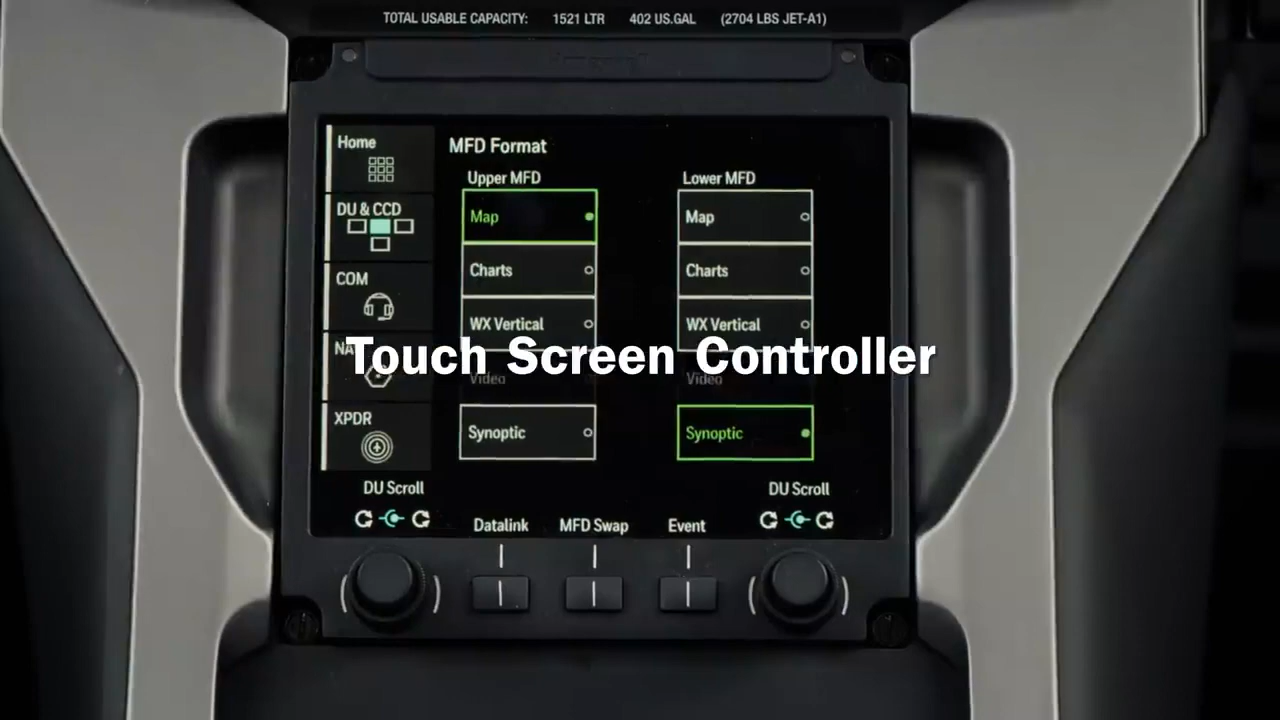 TOTAL USABLE CAPACITY: 1521 LTR 402 US.GAL (2704 LBS JET-A1)
Home
MFD Format
Upper MFD
Lower MFD
DU & CCD
Map
Map
Charts
Charts
COM
WX Vertical
WX Vertical
Touch Screen Controller
Video
Video
XPDR
Synoptic
Synoptic
DU Scroll
DU Scroll
Datalink
MFD Swap
Event